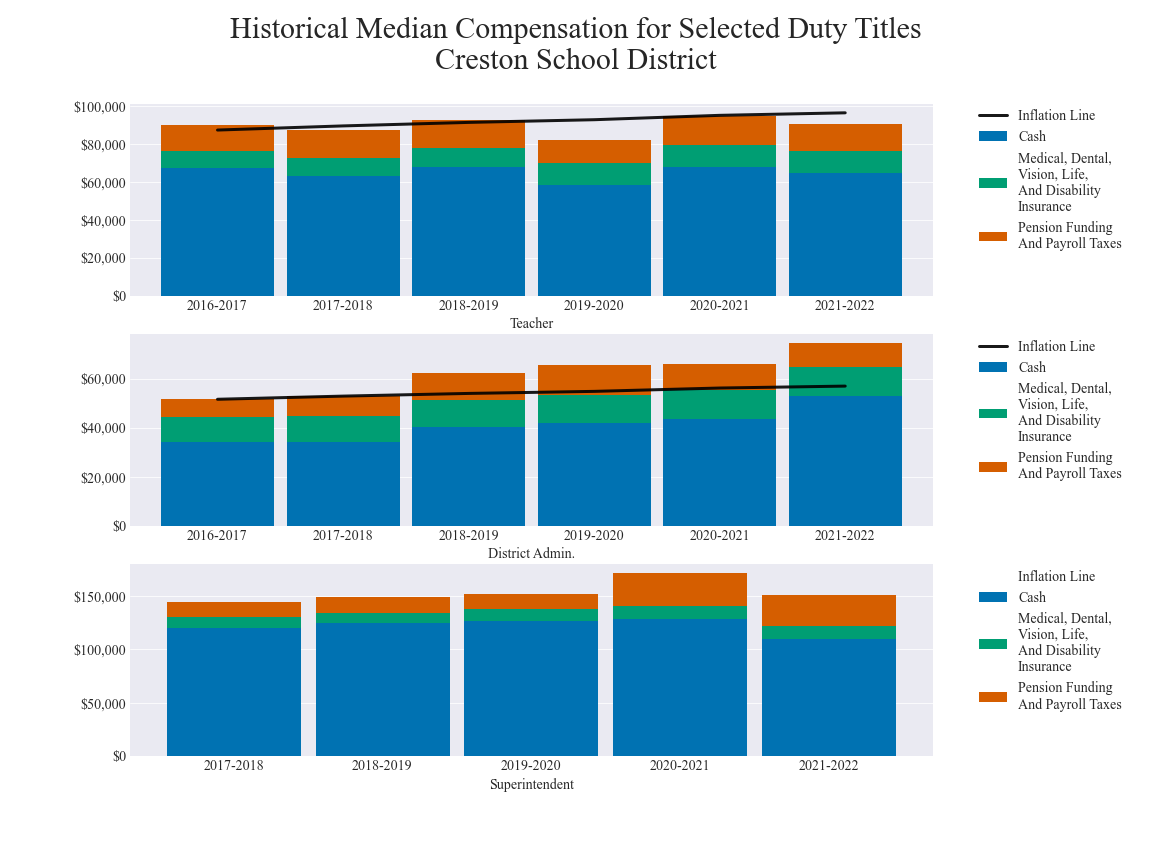 Historical Median Compensation for Selected Duty Titles
Creston School District
$100,000
$80,000
$60,000
$40,000
$20,000
$0
2016-2017 2017-2018 2018-2019 2019-2020 2020-2021 2021-2022
Teacher
Inflation Line
Cash
Medical, Dental,
Vision, Life,
And Disability
Insurance
Pension Funding
And Payroll Taxes
$60,000
$40,000
$20,000
$0
2016-2017 2017-2018 2018-2019 2019-2020 2020-2021 2021-2022
District Admin.
Inflation Line
Cash
Medical, Dental,
Vision, Life,
And Disability
Insurance
Pension Funding
And Payroll Taxes
$150,000
$100,000
$50,000
$0
2017-2018 2018-2019 2019-2020 2020-2021 2021-2022
Superintendent
Inflation Line
Cash
Medical, Dental,
Vision, Life,
And Disability
Insurance
Pension Funding
And Payroll Taxes